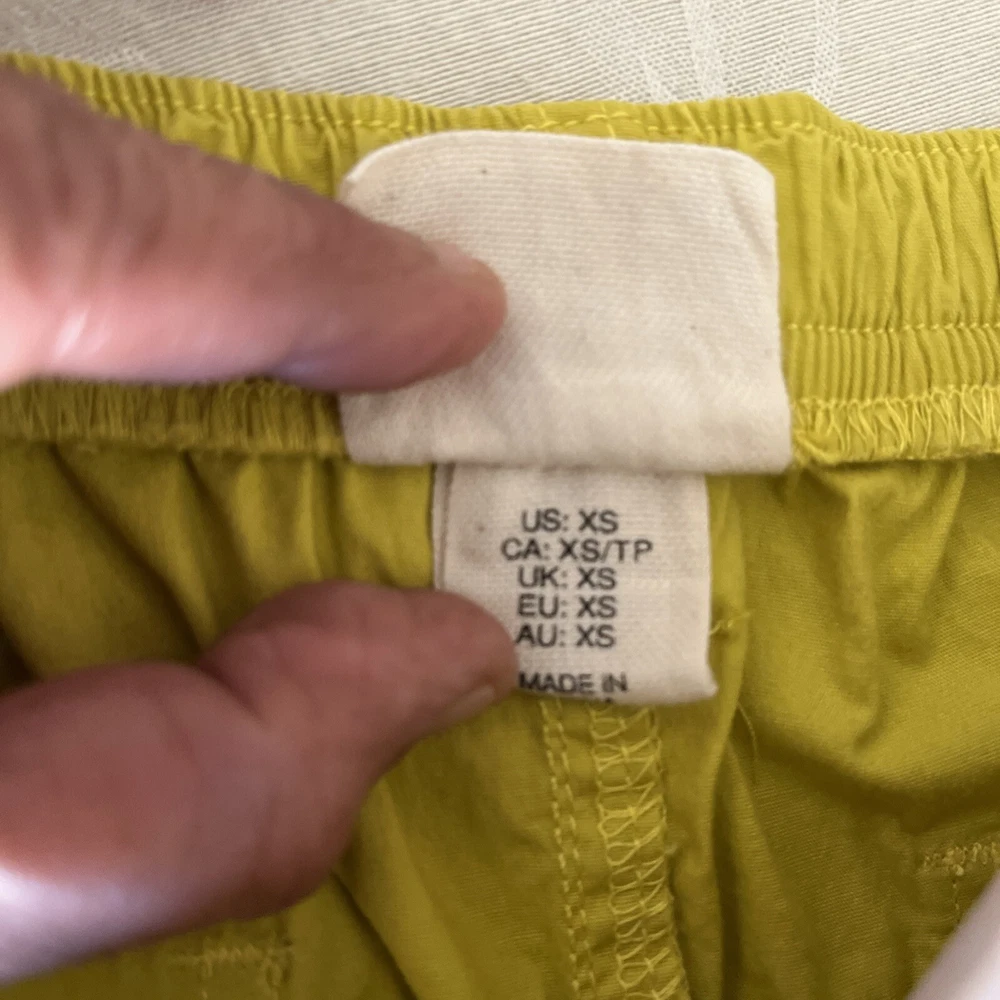 US: XS
CA: XS/TP
UK: XS
EU: XS
AU: XS
MADE IN